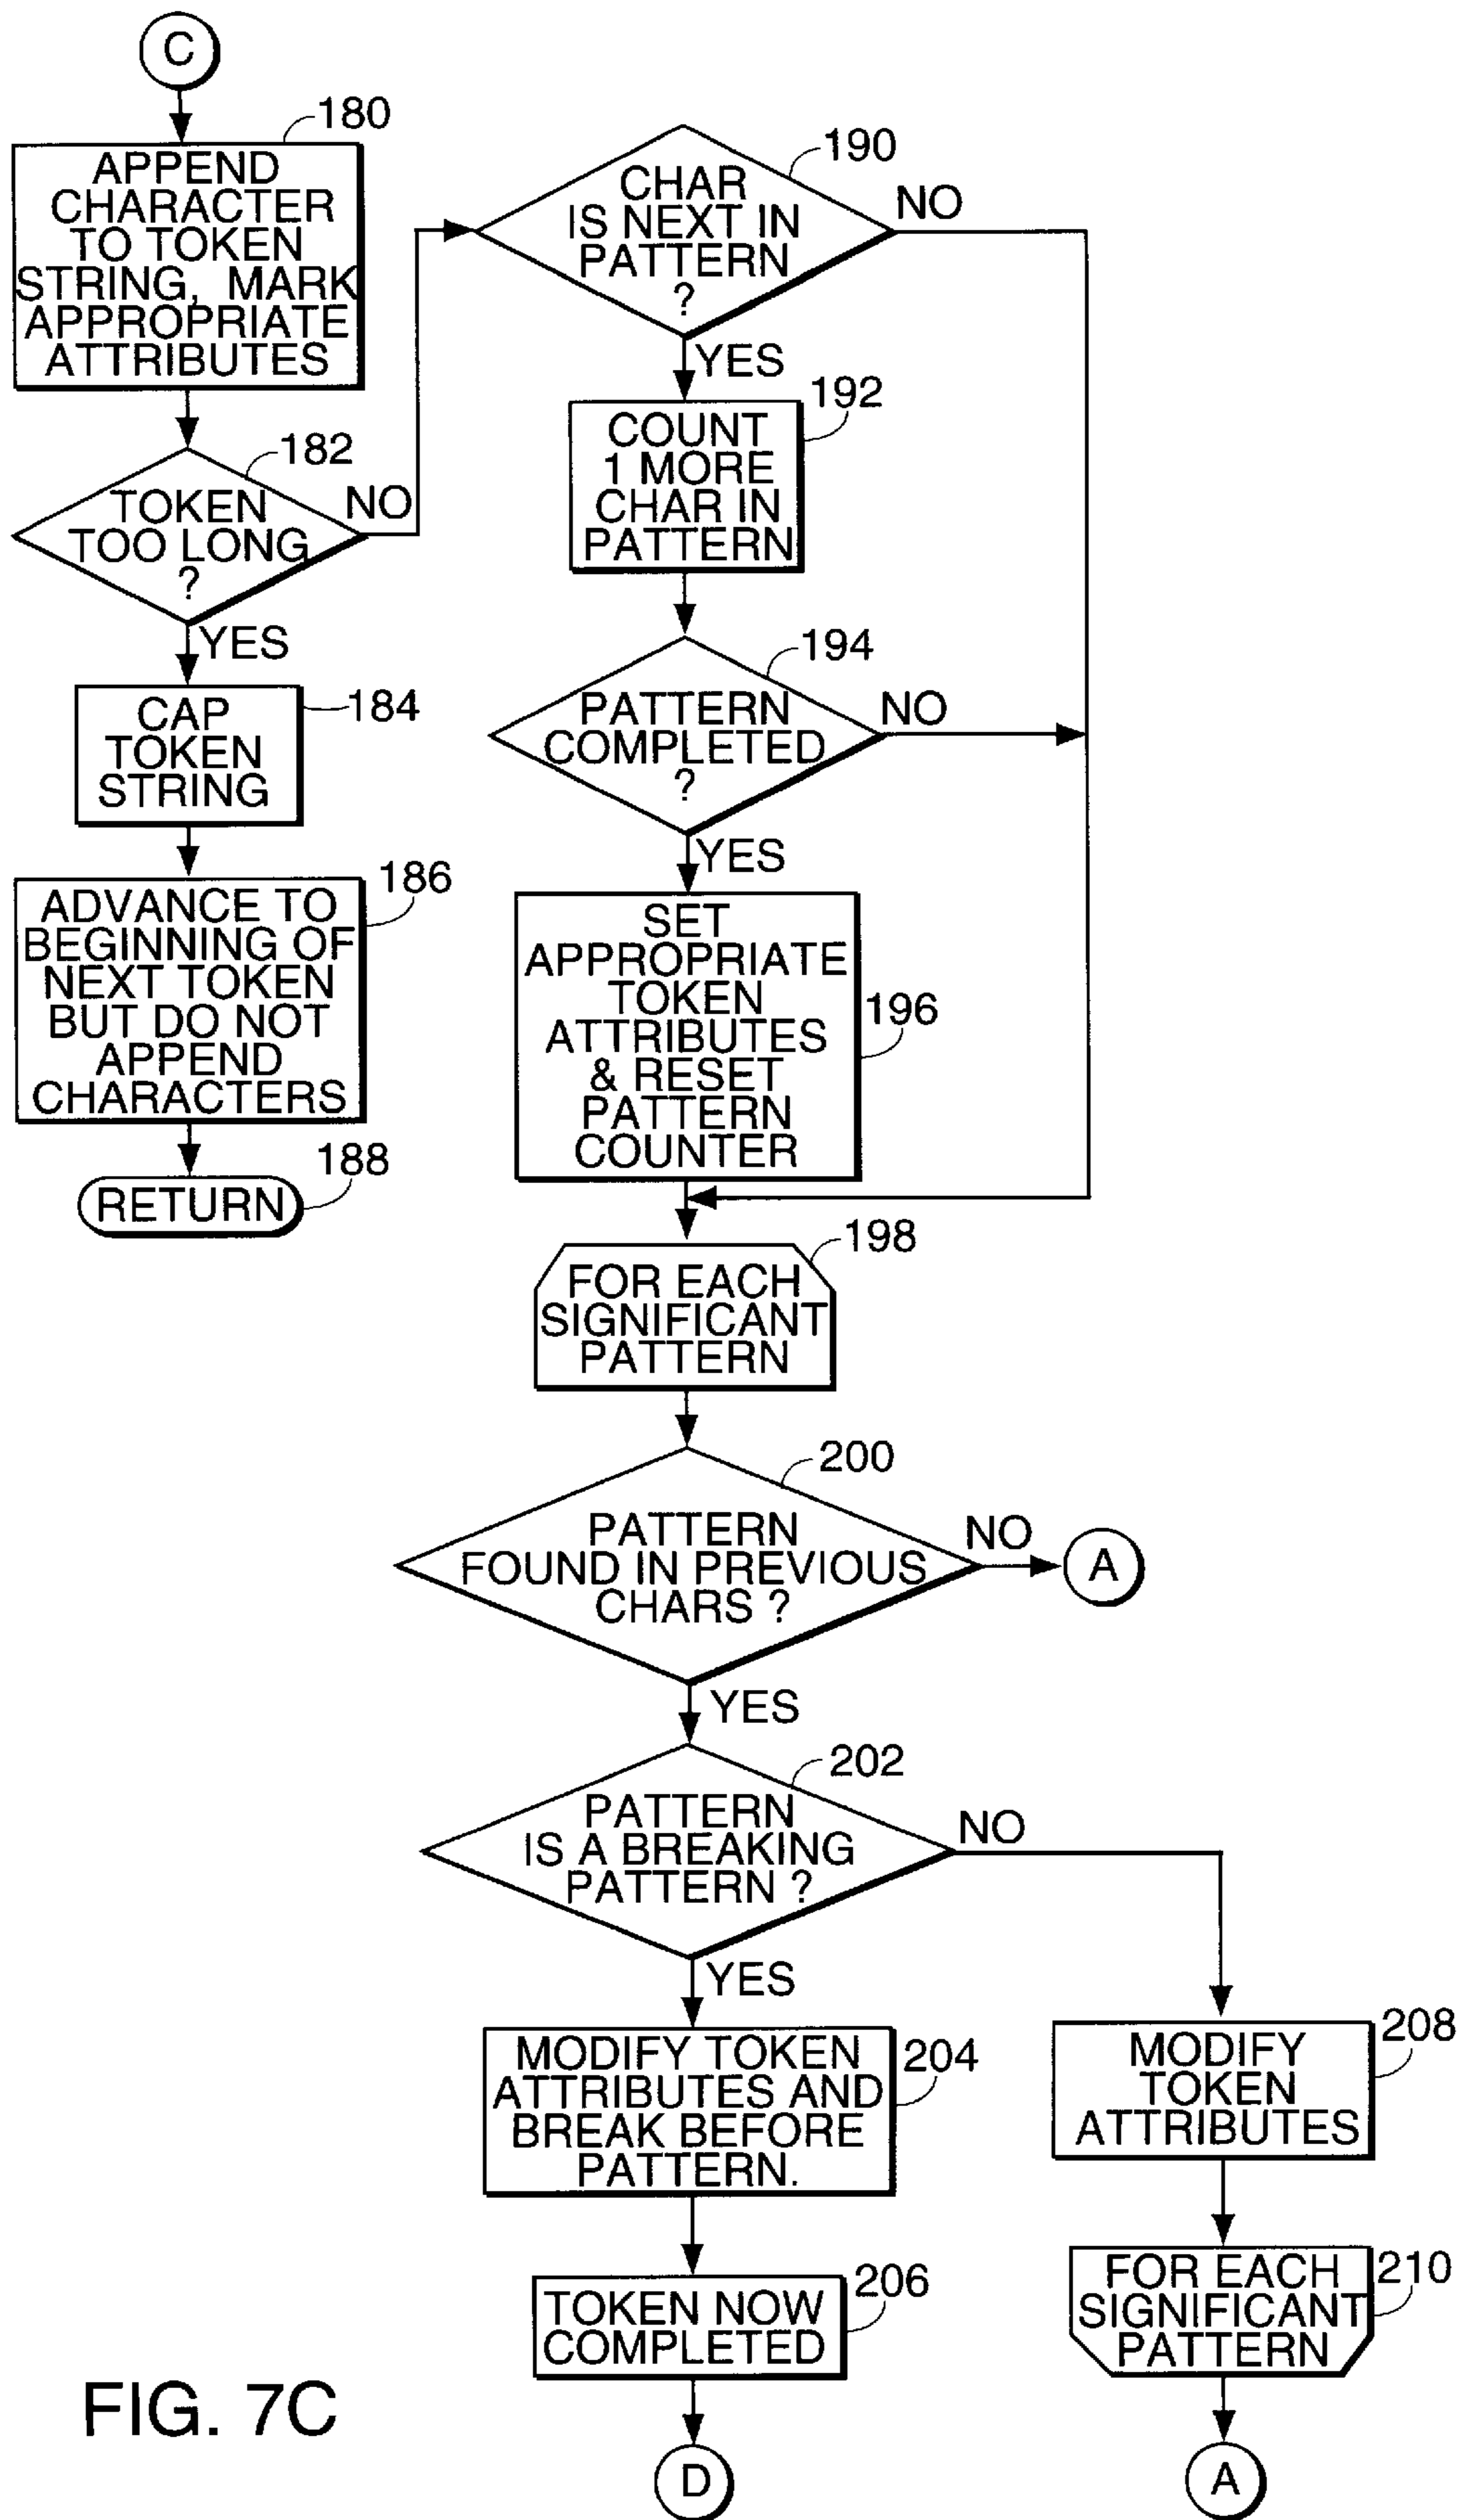 C
180
APPEND
CHARACTER
TO TOKEN
STRING, MARK
APPROPRIATE
ATTRIBUTES
182
TOKEN
TOO LONG
?
NO
YES
184
CAP
TOKEN
STRING
186
ADVANCE TO
BEGINNING OF
NEXT TOKEN
BUT DO NOT
APPEND
CHARACTERS
188
RETURN
190
CHAR
IS NEXT IN
PATTERN
?
NO
YES
192
COUNT
1 MORE
CHAR IN
PATTERN
194
PATTERN
COMPLETED
?
NO
YES
196
SET
APPROPRIATE
TOKEN
ATTRIBUTES
& RESET
PATTERN
COUNTER
198
FOR EACH
SIGNIFICANT
PATTERN
200
PATTERN
FOUND IN PREVIOUS
CHARS ?
NO
A
YES
202
PATTERN
IS A BREAKING
PATTERN ?
NO
YES
204
MODIFY TOKEN
ATTRIBUTES AND
BREAK BEFORE
PATTERN.
206
TOKEN NOW
COMPLETED
D
208
MODIFY
TOKEN
ATTRIBUTES
210
FOR EACH
SIGNIFICANT
PATTERN
A
FIG. 7C